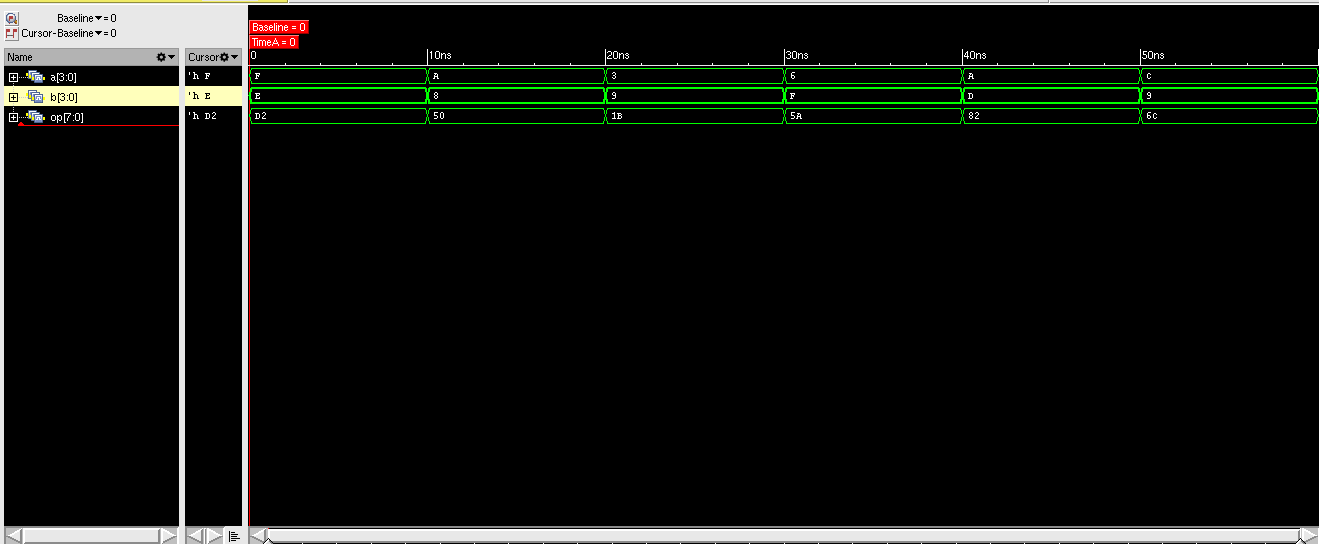 Baseline▼= 0
Cursor-Baseline▼= 0
Baseline = 0
TimeA = 0
Name Cursor 0 10ns 20ns 30ns 40ns 50ns
a[3:0] 'h F F A 3 6 A C
b[3:0] 'h E E 8 9 F D 9
op[7:0] 'h D2 D2 50 1B 5A 82 6C